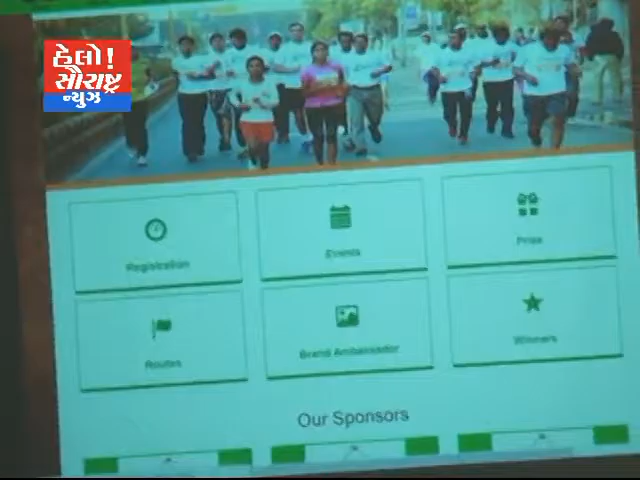 હેલો!
સૌરાષ્ટ્ર
ન્યુઝ
Registration
Events
Prize
Routes
Brand Ambassador
Winners
Our Sponsors